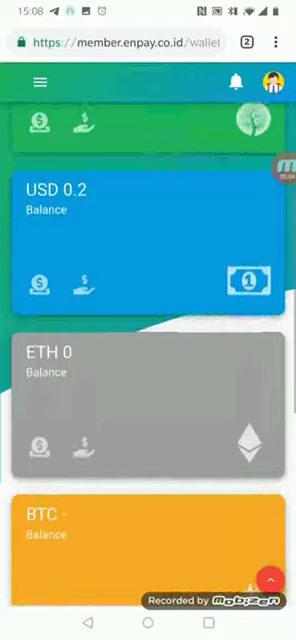 15:08
https://member.enpay.co.id/wallet
2
USD 0.2
Balance
1
ETH 0
Balance
BTC -
Balance
Recorded by mobizen